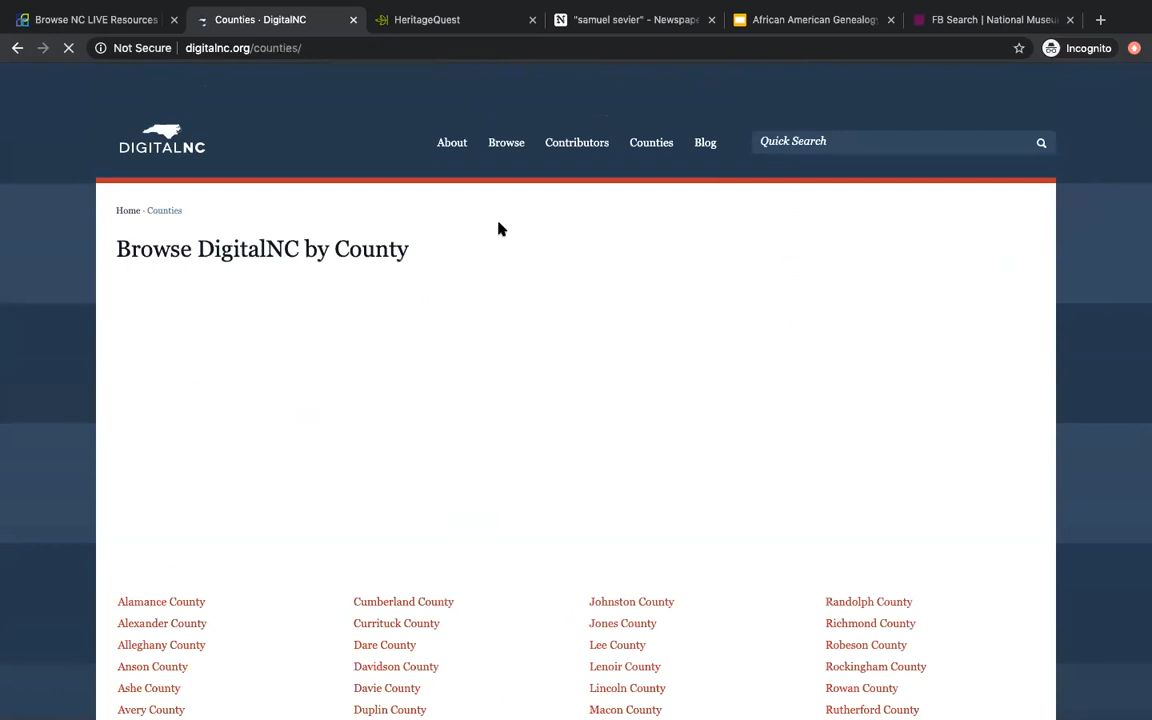 Browse NC LIVE Resources
Counties · DigitalNC
HeritageQuest
"samuel sevier" - Newspape
African American Genealogy
FB Search | National Museu
Not Secure | digitalnc.org/counties/
Incognito
DIGITALNC
About
Browse
Contributors
Counties
Blog
Quick Search
Home · Counties
Browse DigitalNC by County
Alamance County
Alexander County
Alleghany County
Anson County
Ashe County
Avery County
Cumberland County
Currituck County
Dare County
Davidson County
Davie County
Duplin County
Johnston County
Jones County
Lee County
Lenoir County
Lincoln County
Macon County
Randolph County
Richmond County
Robeson County
Rockingham County
Rowan County
Rutherford County